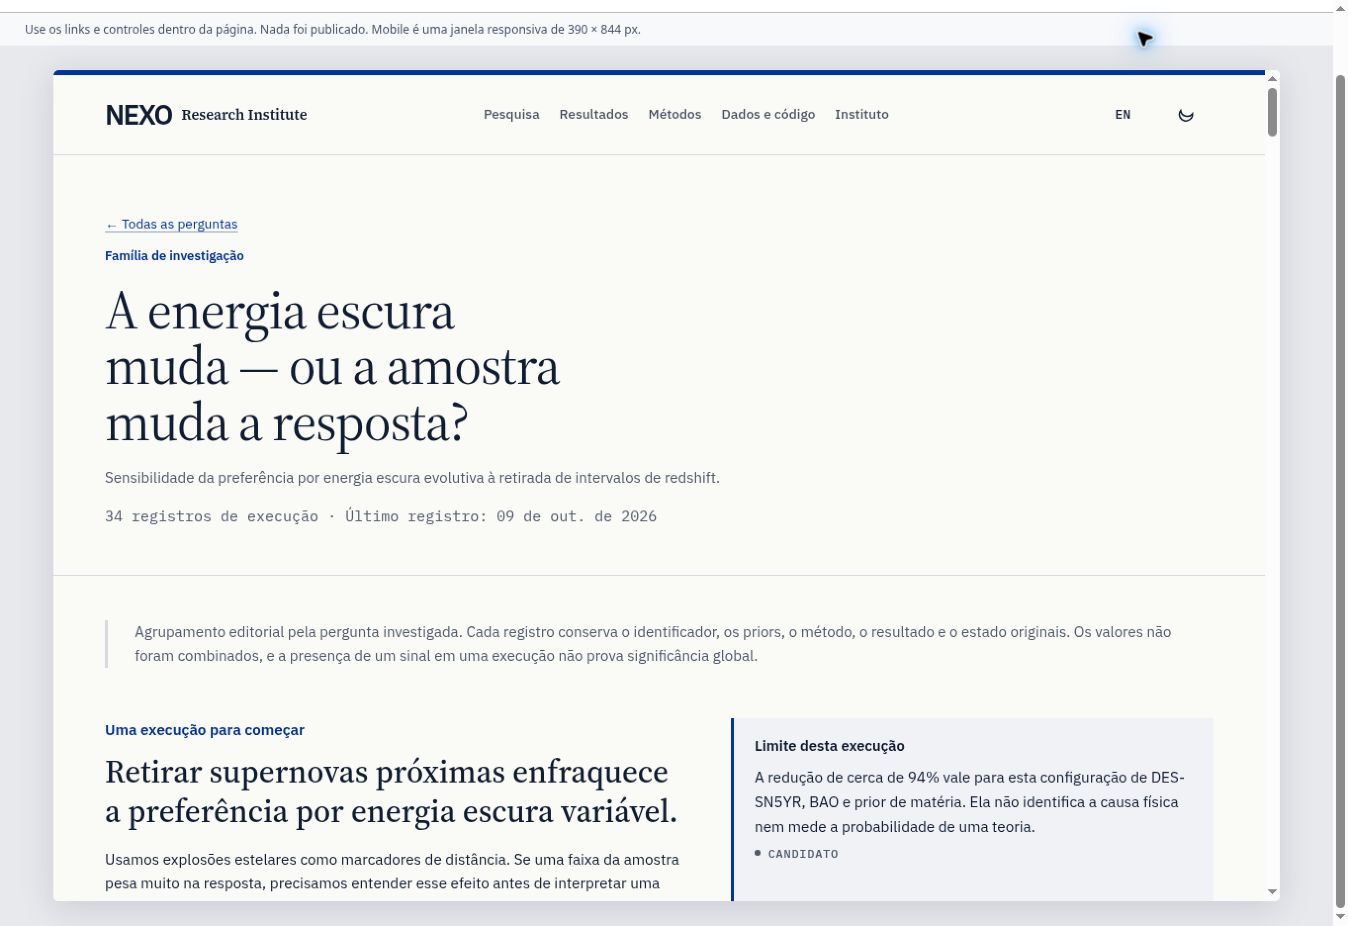 Use os links e controles dentro da página. Nada foi publicado. Mobile é uma janela responsiva de 390 × 844 px.
NEXO Research Institute
Pesquisa Resultados Métodos Dados e código Instituto
EN
← Todas as perguntas
Família de investigação
A energia escura
muda — ou a amostra
muda a resposta?
Sensibilidade da preferência por energia escura evolutiva à retirada de intervalos de redshift.
34 registros de execução · Último registro: 09 de out. de 2026
Agrupamento editorial pela pergunta investigada. Cada registro conserva o identificador, os priors, o método, o resultado e o estado originais. Os valores não
foram combinados, e a presença de um sinal em uma execução não prova significância global.
Uma execução para começar
Retirar supernovas próximas enfraquece
a preferência por energia escura variável.
Usamos explosões estelares como marcadores de distância. Se uma faixa da amostra
pesa muito na resposta, precisamos entender esse efeito antes de interpretar uma
Limite desta execução
A redução de cerca de 94% vale para esta configuração de DES-
SN5YR, BAO e prior de matéria. Ela não identifica a causa física
nem mede a probabilidade de uma teoria.
CANDIDATO